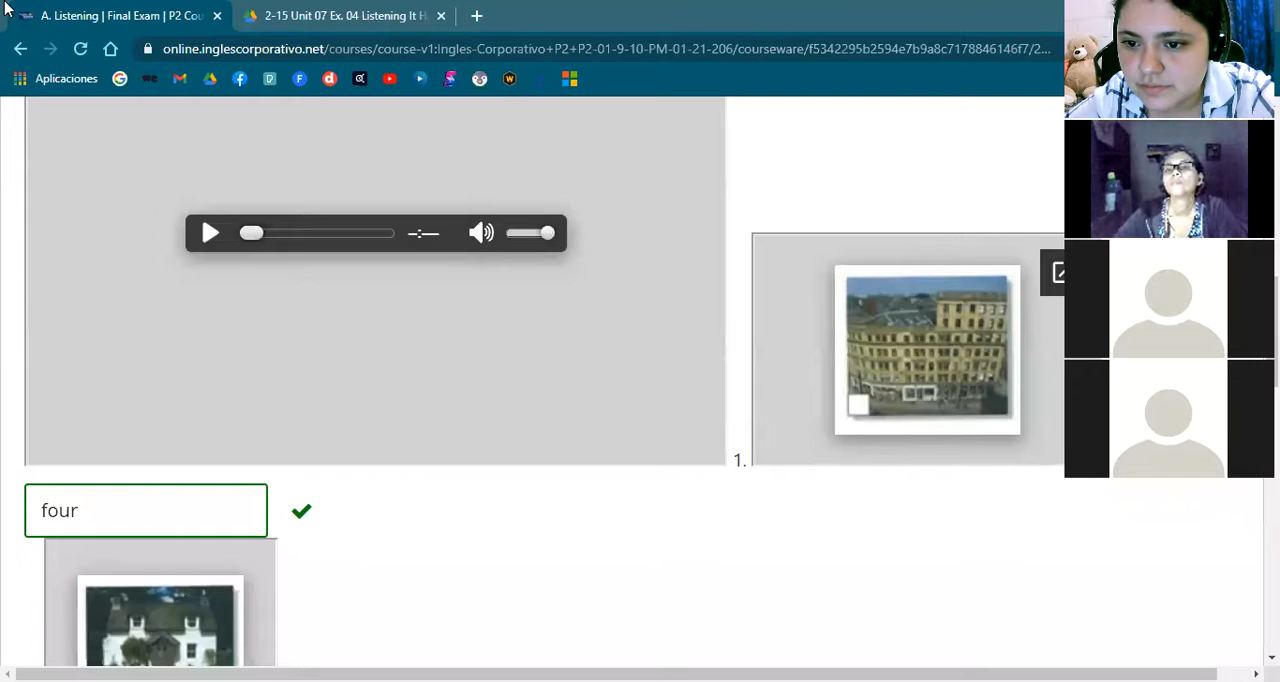 A. Listening | Final Exam | P2 Cou
2-15 Unit 07 Ex. 04 Listening It H
online.inglescorporativo.net/courses/course-v1:Ingles-Corporativo+P2+P2-01-9-10-PM-01-21-206/courseware/f5342295b2594e7b9a8c7178846146f7/2...
Aplicaciones
-:--
1.
four